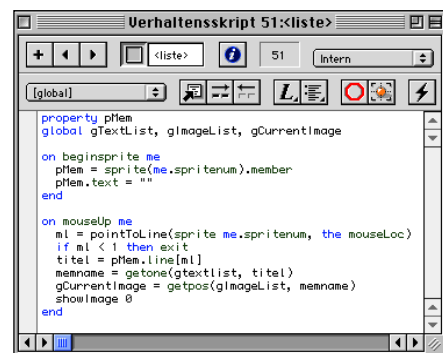 Verhaltensskript 51:<liste>
<liste> 51 Intern
[global]
property pMem
global gTextList, gImageList, gCurrentImage
on beginsprite me
pMem = sprite(me.spritenum).member
pMem.text = ""
end
on mouseUp me
ml = pointToLine(sprite me.spritenum, the mouseLoc)
if ml < 1 then exit
titel = pMem.line[ml]
memname = getone(gtextlist, titel)
gCurrentImage = getpos(gImageList, memname)
showImage 0
end